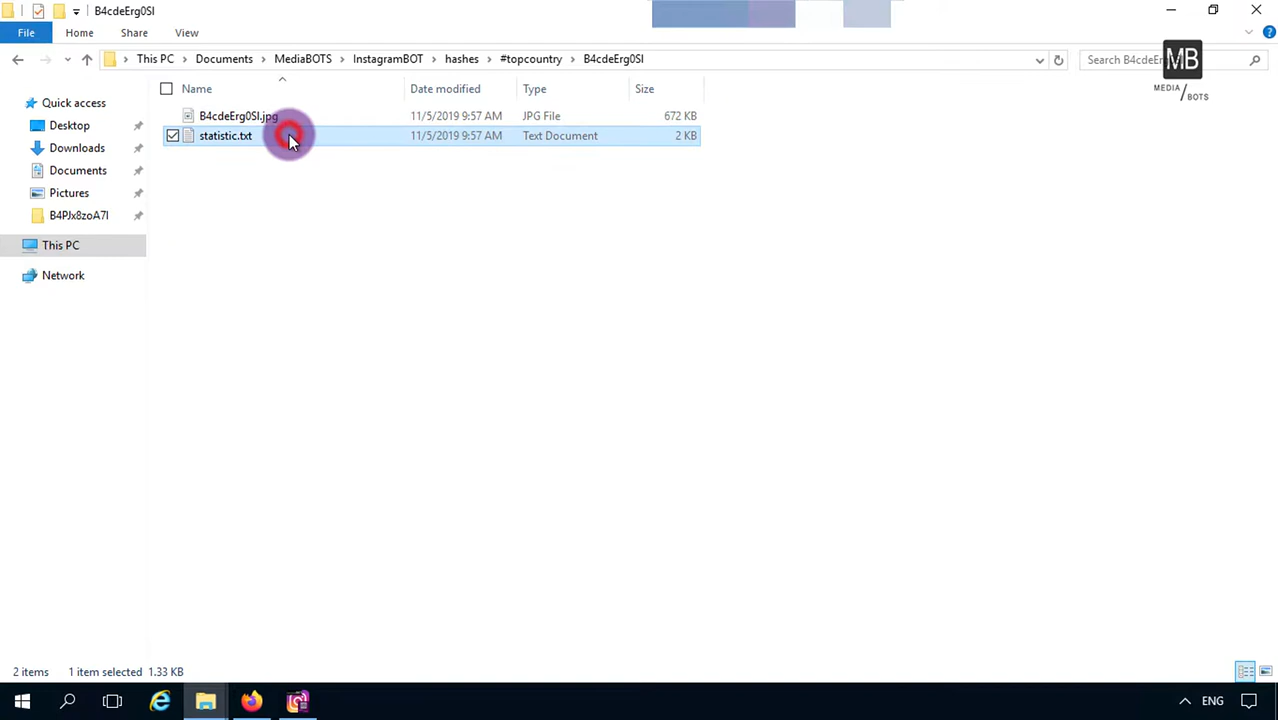 B4cdeErg0SI
File Home Share View
This PC Documents MediaBOTS InstagramBOT hashes #topcountry B4cdeErg0SI
Search B4cdeEr
MB
MEDIA/BOTS
Name Date modified Type Size
B4cdeErg0SI.jpg 11/5/2019 9:57 AM JPG File 672 KB
statistic.txt 11/5/2019 9:57 AM Text Document 2 KB
Quick access
Desktop
Downloads
Documents
Pictures
B4PJx8zoA7I
This PC
Network
2 items 1 item selected 1.33 KB
ENG